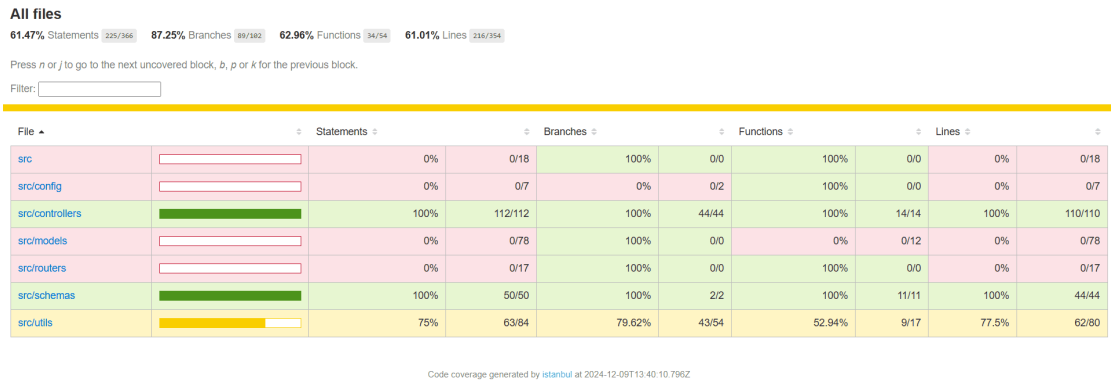 All files
61.47% Statements 225/366 87.25% Branches 89/102 62.96% Functions 34/54 61.01% Lines 216/354
Press n or j to go to the next uncovered block, b, p or k for the previous block.
Filter:
File Statements Branches Functions Lines
src 0% 0/18 100% 0/0 100% 0/0 0% 0/18
src/config 0% 0/7 0% 0/2 100% 0/0 0% 0/7
src/controllers 100% 112/112 100% 44/44 100% 14/14 100% 110/110
src/models 0% 0/78 100% 0/0 0% 0/12 0% 0/78
src/routers 0% 0/17 100% 0/0 100% 0/0 0% 0/17
src/schemas 100% 50/50 100% 2/2 100% 11/11 100% 44/44
src/utils 75% 63/84 79.62% 43/54 52.94% 9/17 77.5% 62/80
Code coverage generated by istanbul at 2024-12-09T13:40:10.796Z